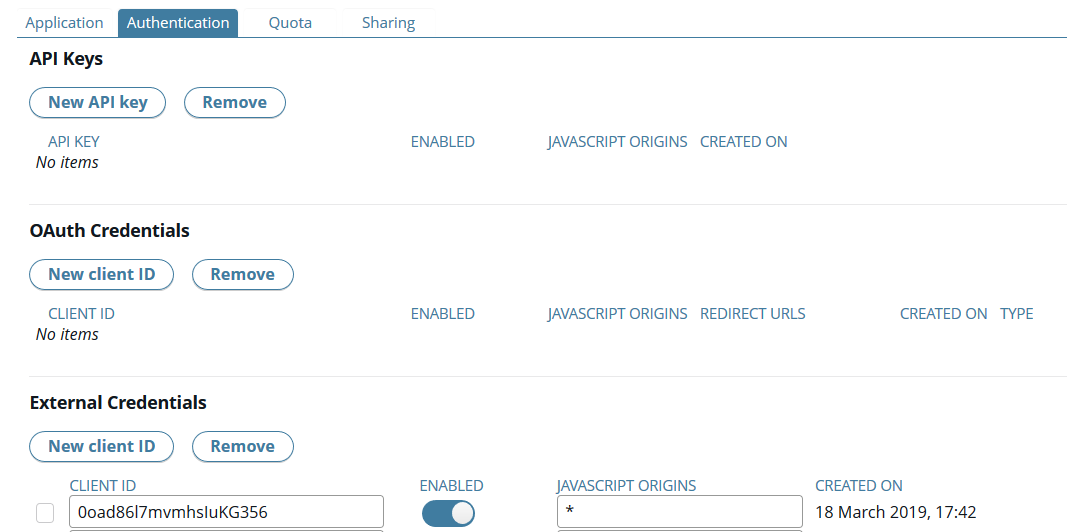 Application Authentication Quota Sharing
API Keys
New API key Remove
API KEY ENABLED JAVASCRIPT ORIGINS CREATED ON
No items
OAuth Credentials
New client ID Remove
CLIENT ID ENABLED JAVASCRIPT ORIGINS REDIRECT URLS CREATED ON TYPE
No items
External Credentials
New client ID Remove
CLIENT ID ENABLED JAVASCRIPT ORIGINS CREATED ON
0oad86l7mvmhsIuKG356 * 18 March 2019, 17:42